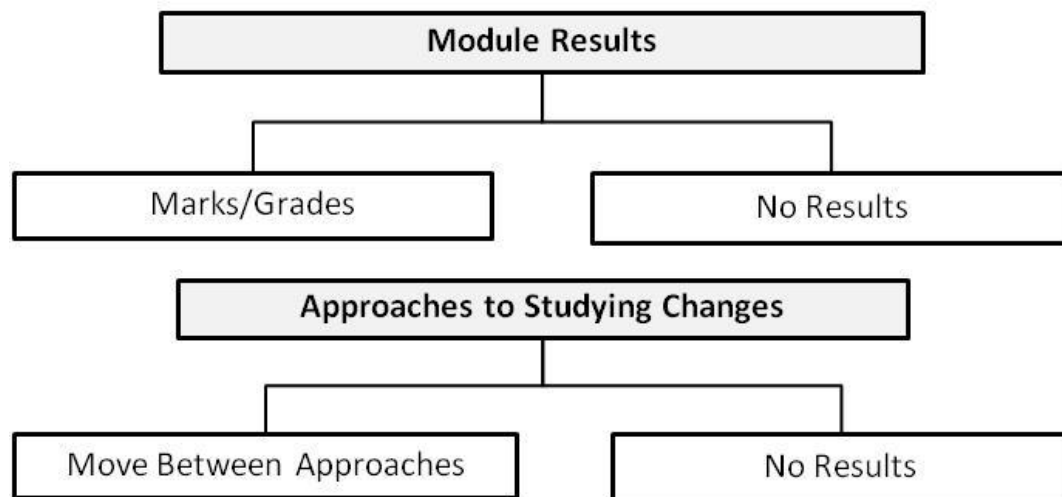 Module Results
Marks/Grades
No Results
Approaches to Studying Changes
Move Between Approaches
No Results